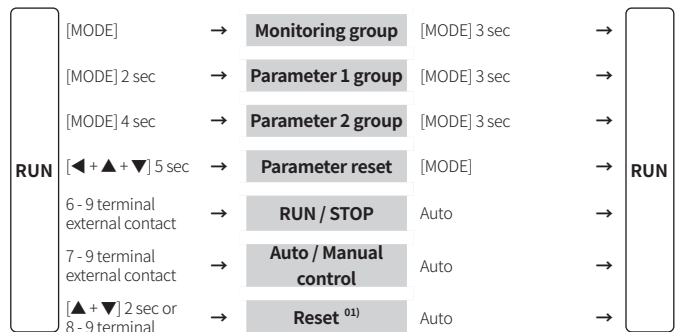 RUN
[MODE] → Monitoring group [MODE] 3 sec →
[MODE] 2 sec → Parameter 1 group [MODE] 3 sec →
[MODE] 4 sec → Parameter 2 group [MODE] 3 sec →
[◀ + ▲ + ▼] 5 sec → Parameter reset [MODE] →
6 - 9 terminal
external contact → RUN / STOP Auto →
7 - 9 terminal
external contact → Auto / Manual
control Auto →
[▲ + ▼] 2 sec or
8 - 9 terminal → Reset 01) Auto →
RUN